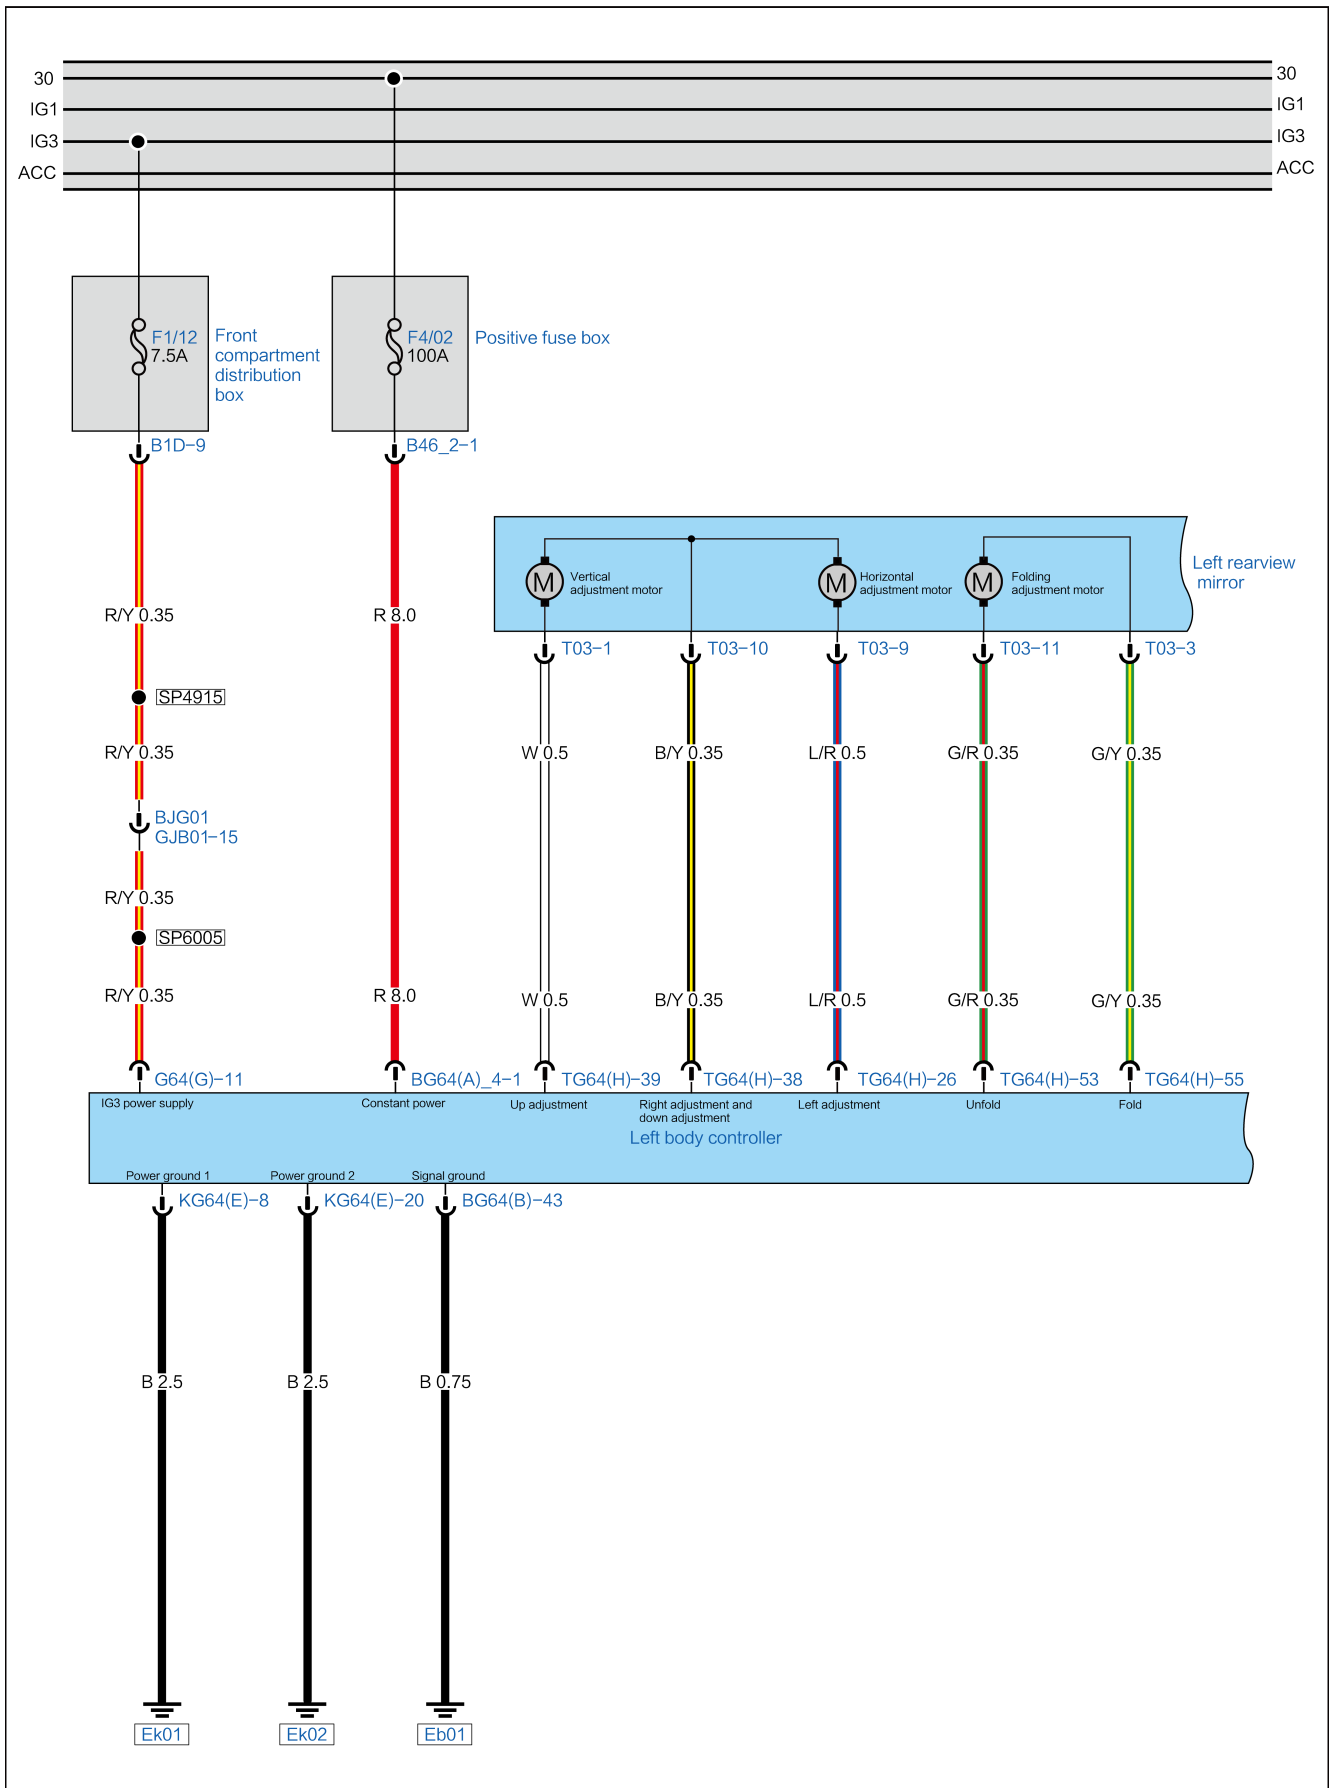 30
30
IG1
IG1
IG3
IG3
ACC
ACC
F1/12
7.5A
Front
compartment
distribution
box
F4/02
100A
Positive fuse box
B1D-9
B46_2-1
Vertical
adjustment motor
Horizontal
adjustment motor
Folding
adjustment motor
Left rearview
mirror
R/Y 0.35
R 8.0
T03-1
T03-10
T03-9
T03-11
T03-3
M
M
M
SP4915
R/Y 0.35
W 0.5
B/Y 0.35
L/R 0.5
G/R 0.35
G/Y 0.35
BJG01
GJB01-15
R/Y 0.35
SP6005
R/Y 0.35
R 8.0
W 0.5
B/Y 0.35
L/R 0.5
G/R 0.35
G/Y 0.35
G64(G)-11
BG64(A)_4-1
TG64(H)-39
TG64(H)-38
TG64(H)-26
TG64(H)-53
TG64(H)-55
IG3 power supply
Constant power
Up adjustment
Right adjustment and
down adjustment
Left adjustment
Unfold
Fold
Left body controller
Power ground 1
Power ground 2
Signal ground
KG64(E)-8
KG64(E)-20
BG64(B)-43
B 2.5
B 2.5
B 0.75
Ek01
Ek02
Eb01